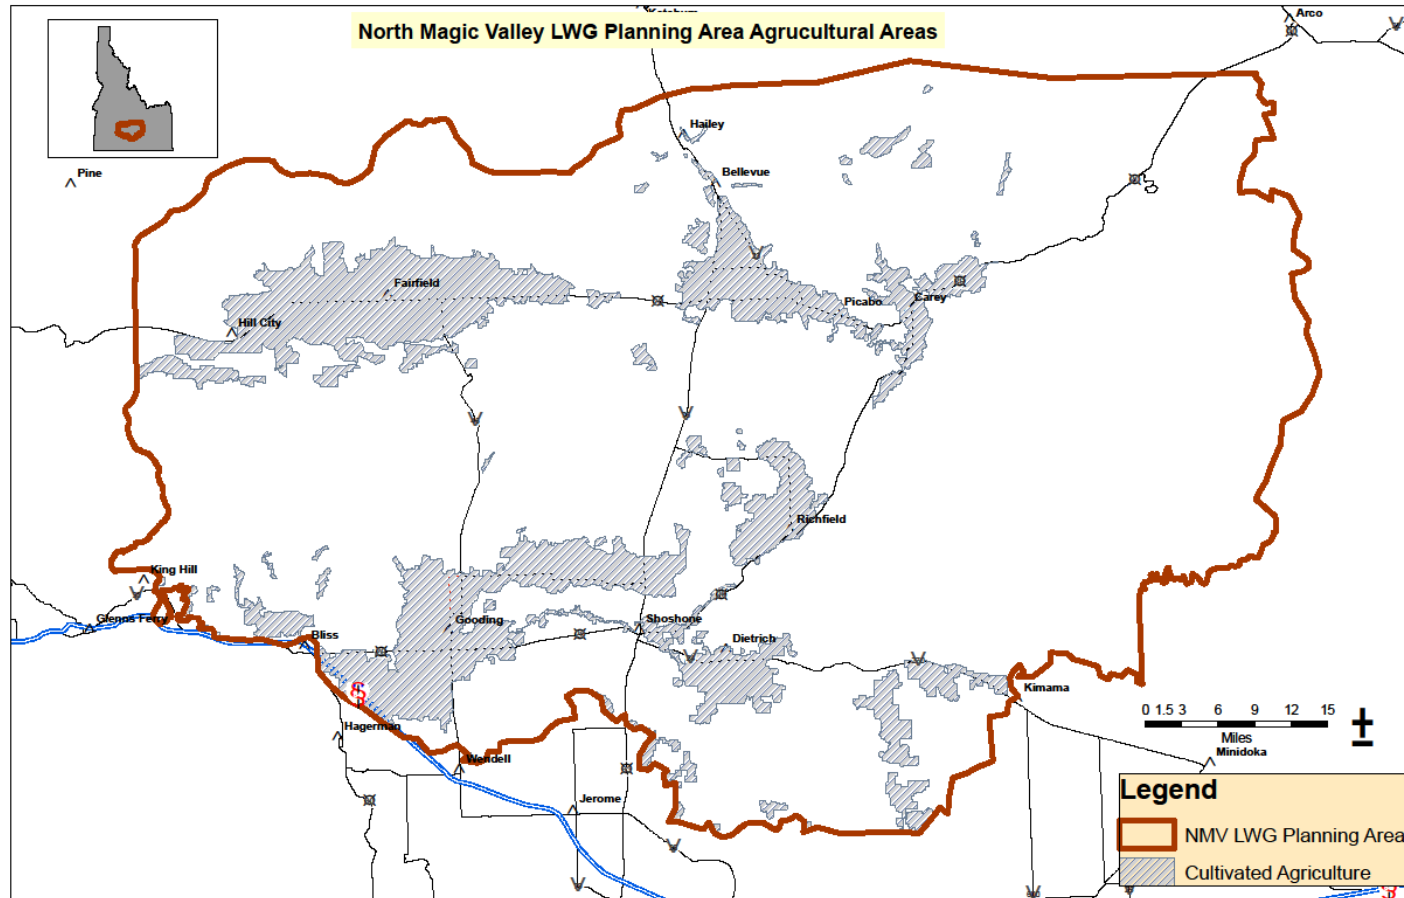 Ketchum
Arco
North Magic Valley LWG Planning Area Agrucultural Areas
Hailey
Pine
Bellevue
Fairfield
Picabo
Carey
Hill City
Richfield
King Hill
Glenns Ferry
Gooding
Shoshone
Bliss
Dietrich
Kimama
Hagerman
0 1.5 3 6 9 12 15
Miles
Minidoka
Wendell
Jerome
Legend
NMV LWG Planning Area
Cultivated Agriculture